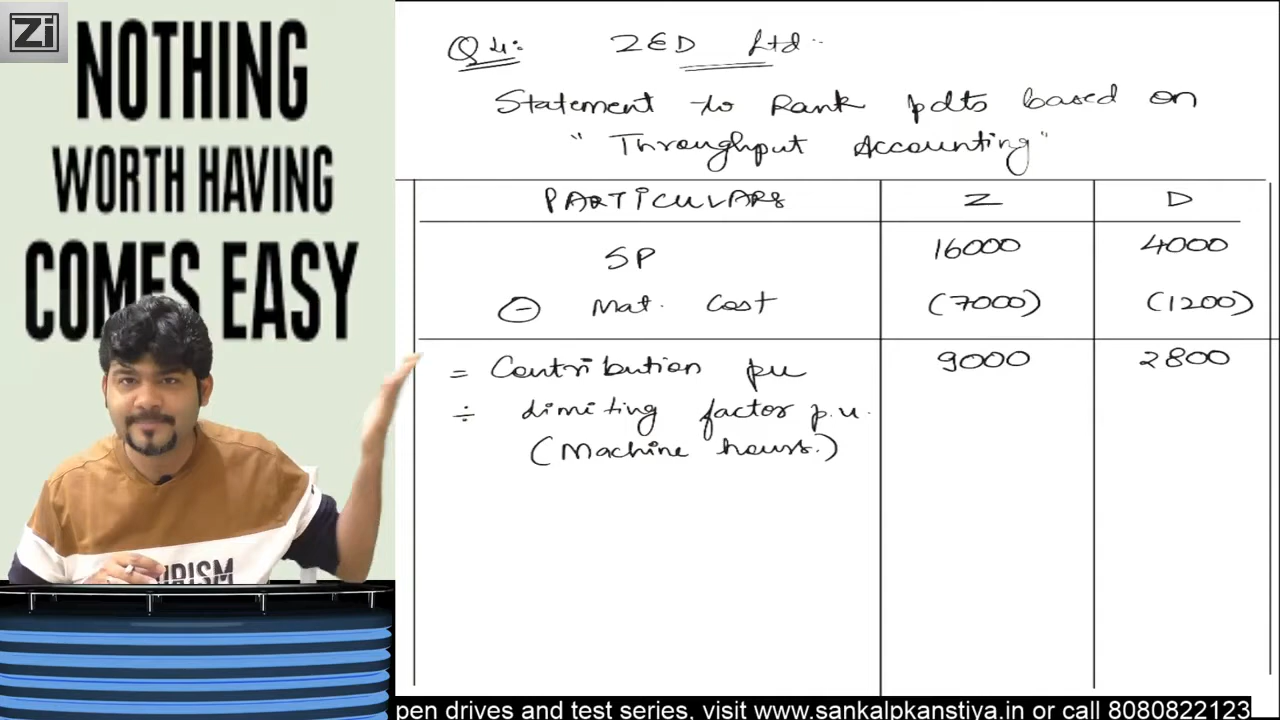 Zi
NOTHING
WORTH HAVING
COMES EASY
Q4: ZED Ltd.
Statement to Rank pdts based on
"Throughput Accounting"
PARTICULARS Z D
SP 16000 4000
⊖ Mat. Cost (7000) (1200)
= Contribution pu 9000 2800
÷ Limiting factor p.u.
(Machine hours.)
URISM
pen drives and test series, visit www.sankalpkanstiya.in or call 8080822123